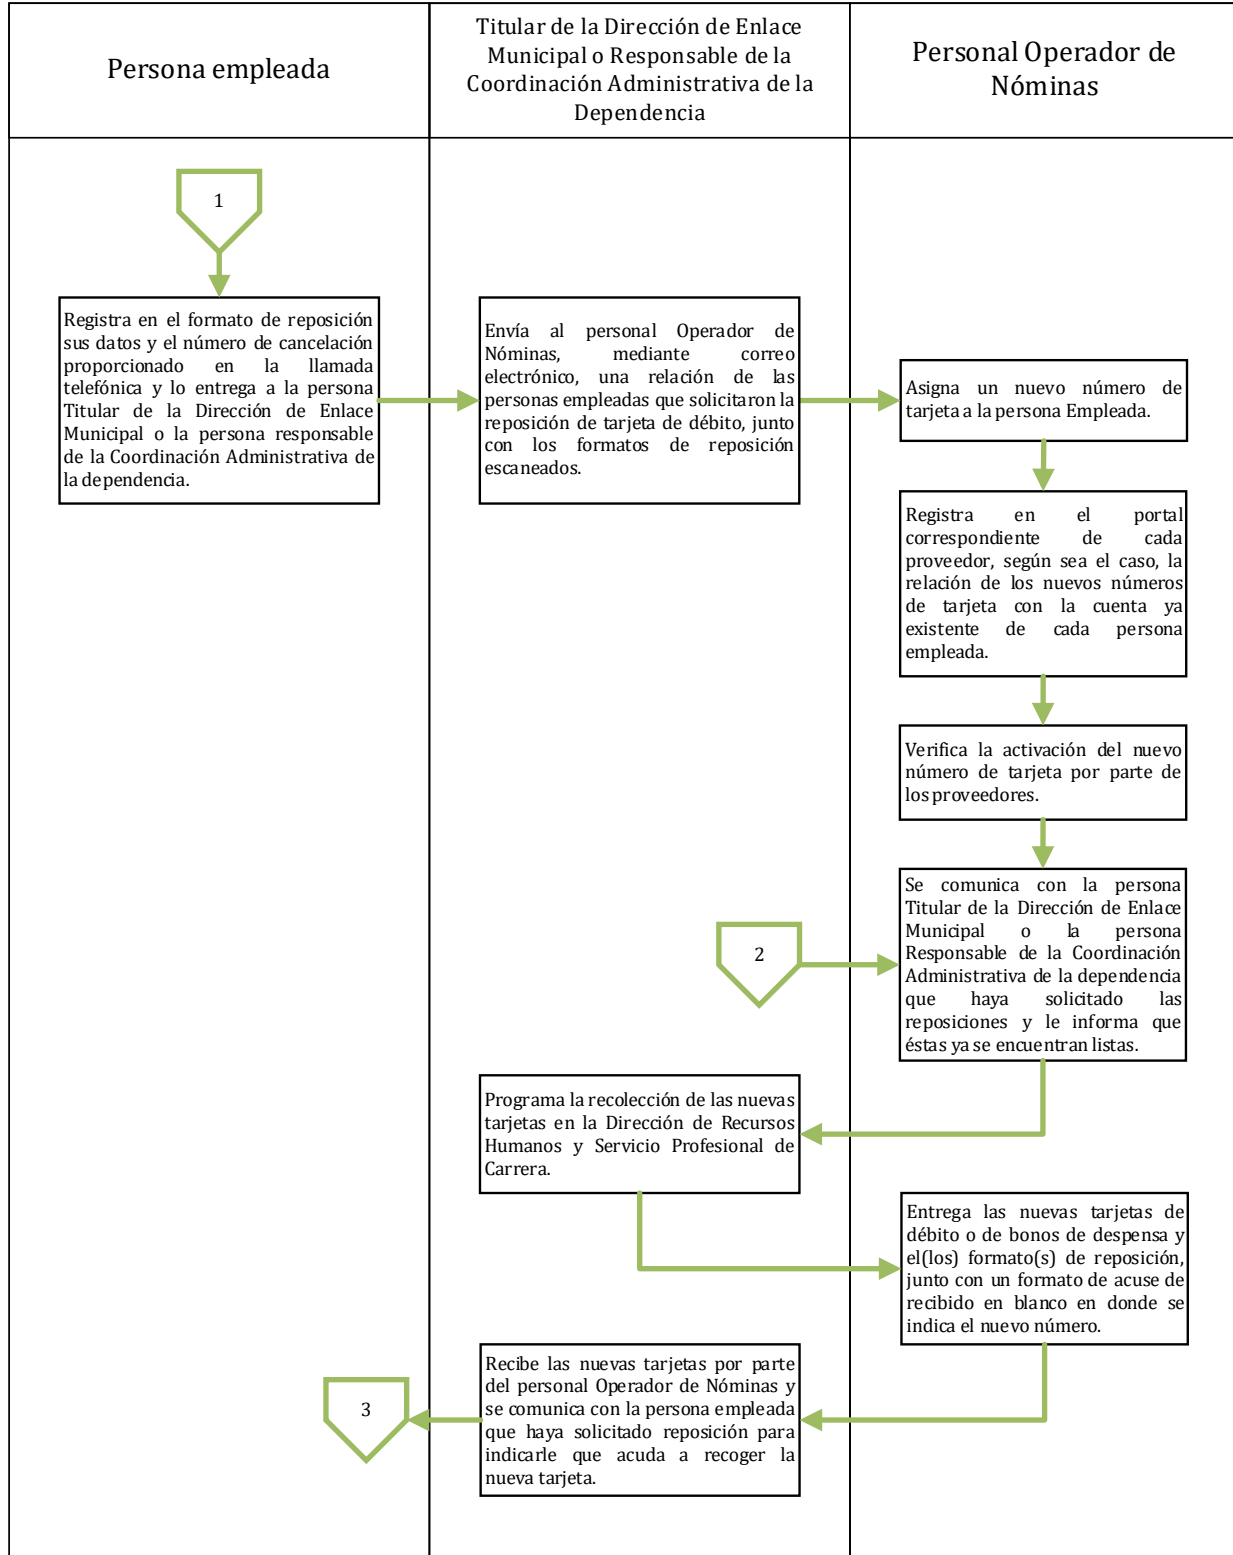 Persona empleada
Titular de la Dirección de Enlace
Municipal o Responsable de la
Coordinación Administrativa de la
Dependencia
Personal Operador de
Nóminas
1
Registra en el formato de reposición
sus datos y el número de cancelación
proporcionado en la llamada
telefónica y lo entrega a la persona
Titular de la Dirección de Enlace
Municipal o la persona responsable
de la Coordinación Administrativa de
la dependencia.
Envía al personal Operador de
Nóminas, mediante correo
electrónico, una relación de las
personas empleadas que solicitaron la
reposición de tarjeta de débito, junto
con los formatos de reposición
escaneados.
Asigna un nuevo número de
tarjeta a la persona Empleada.
Registra en el portal
correspondiente de cada
proveedor, según sea el caso, la
relación de los nuevos números
de tarjeta con la cuenta ya
existente de cada persona
empleada.
Verifica la activación del nuevo
número de tarjeta por parte de
los proveedores.
2
Se comunica con la persona
Titular de la Dirección de Enlace
Municipal o la persona
Responsable de la Coordinación
Administrativa de la dependencia
que haya solicitado las
reposiciones y le informa que
éstas ya se encuentran listas.
Programa la recolección de las nuevas
tarjetas en la Dirección de Recursos
Humanos y Servicio Profesional de
Carrera.
Entrega las nuevas tarjetas de
débito o de bonos de despensa y
el(los) formato(s) de reposición,
junto con un formato de acuse de
recibido en blanco en donde se
indica el nuevo número.
Recibe las nuevas tarjetas por parte
del personal Operador de Nóminas y
se comunica con la persona empleada
que haya solicitado reposición para
indicarle que acuda a recoger la
nueva tarjeta.
3